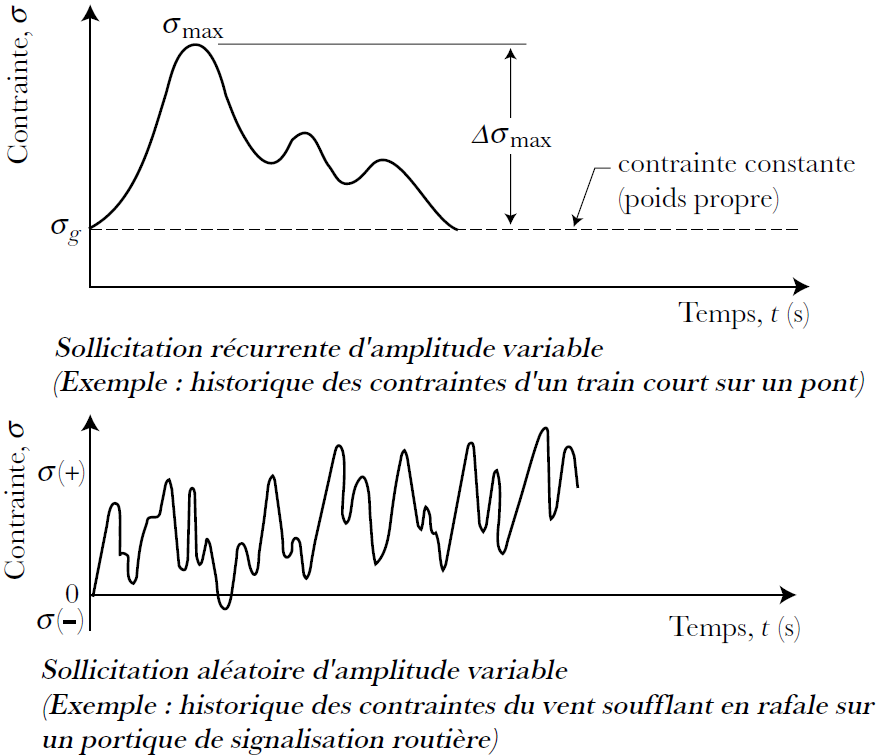 Contrainte, σ
σmax
Δσmax
contrainte constante
(poids propre)
σg
Temps, t (s)
Sollicitation récurrente d'amplitude variable
(Exemple : historique des contraintes d'un train court sur un pont)
Contrainte, σ
σ(+)
0
σ(–)
Temps, t (s)
Sollicitation aléatoire d'amplitude variable
(Exemple : historique des contraintes du vent soufflant en rafale sur
un portique de signalisation routière)